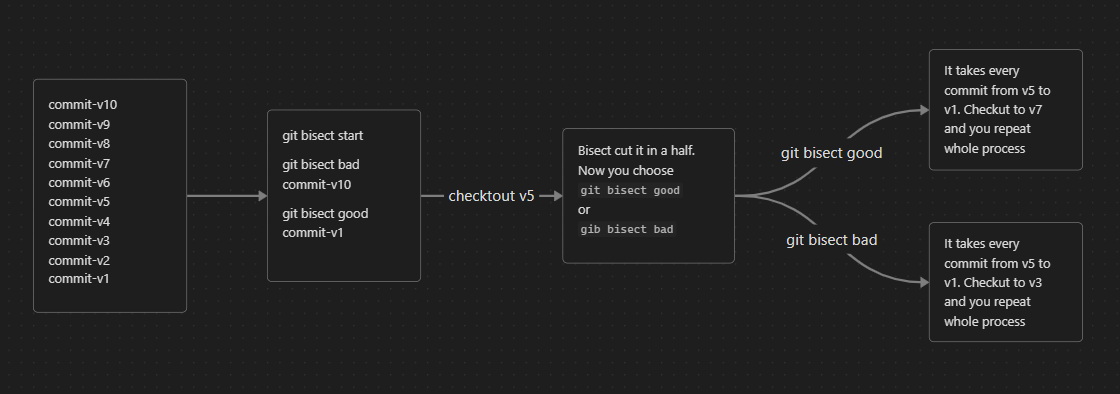 commit-v10
commit-v9
commit-v8
commit-v7
commit-v6
commit-v5
commit-v4
commit-v3
commit-v2
commit-v1
git bisect start
git bisect bad
commit-v10
git bisect good
commit-v1
checktout v5
Bisect cut it in a half.
Now you choose
git bisect good
or
gib bisect bad
git bisect good
It takes every
commit from v5 to
v1. Checkut to v7
and you repeat
whole process
git bisect bad
It takes every
commit from v5 to
v1. Checkut to v3
and you repeat
whole process